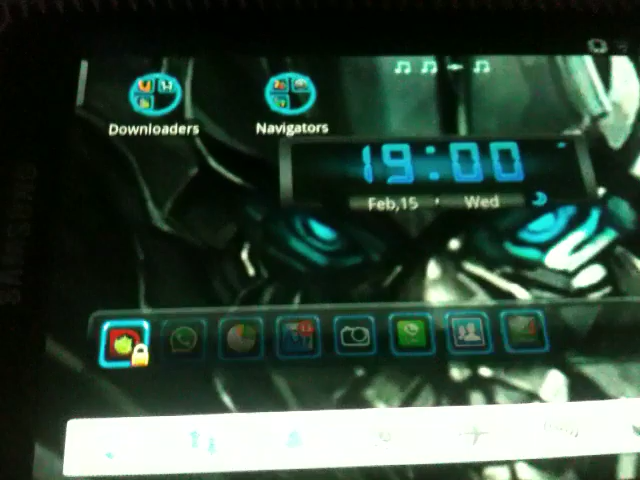 Downloaders
Navigators
19:00
Feb,15
Wed
SAMSUNG